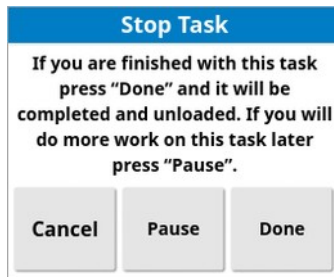 Stop Task
If you are finished with this task
press “Done” and it will be
completed and unloaded. If you will
do more work on this task later
press “Pause”.
Cancel Pause Done